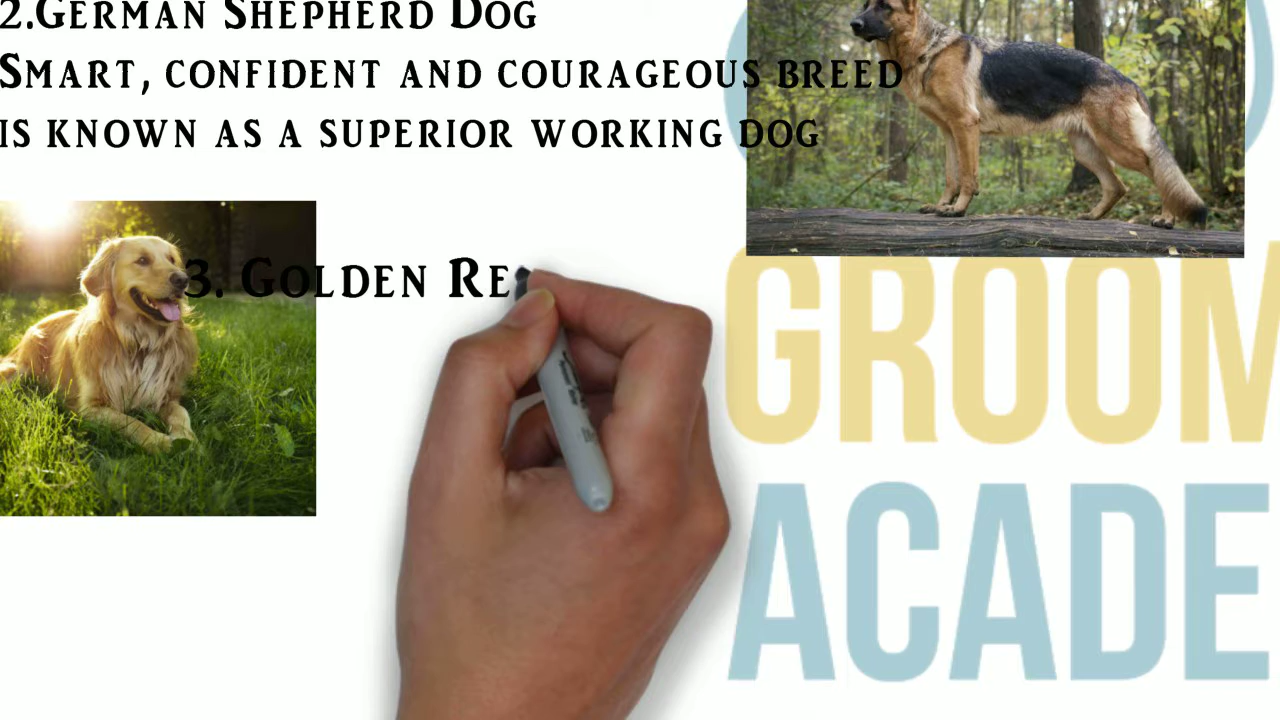 2.German Shepherd Dog
Smart, confident and courageous breed
is known as a superior working dog
3. Golden Re
GROOM
ACADE